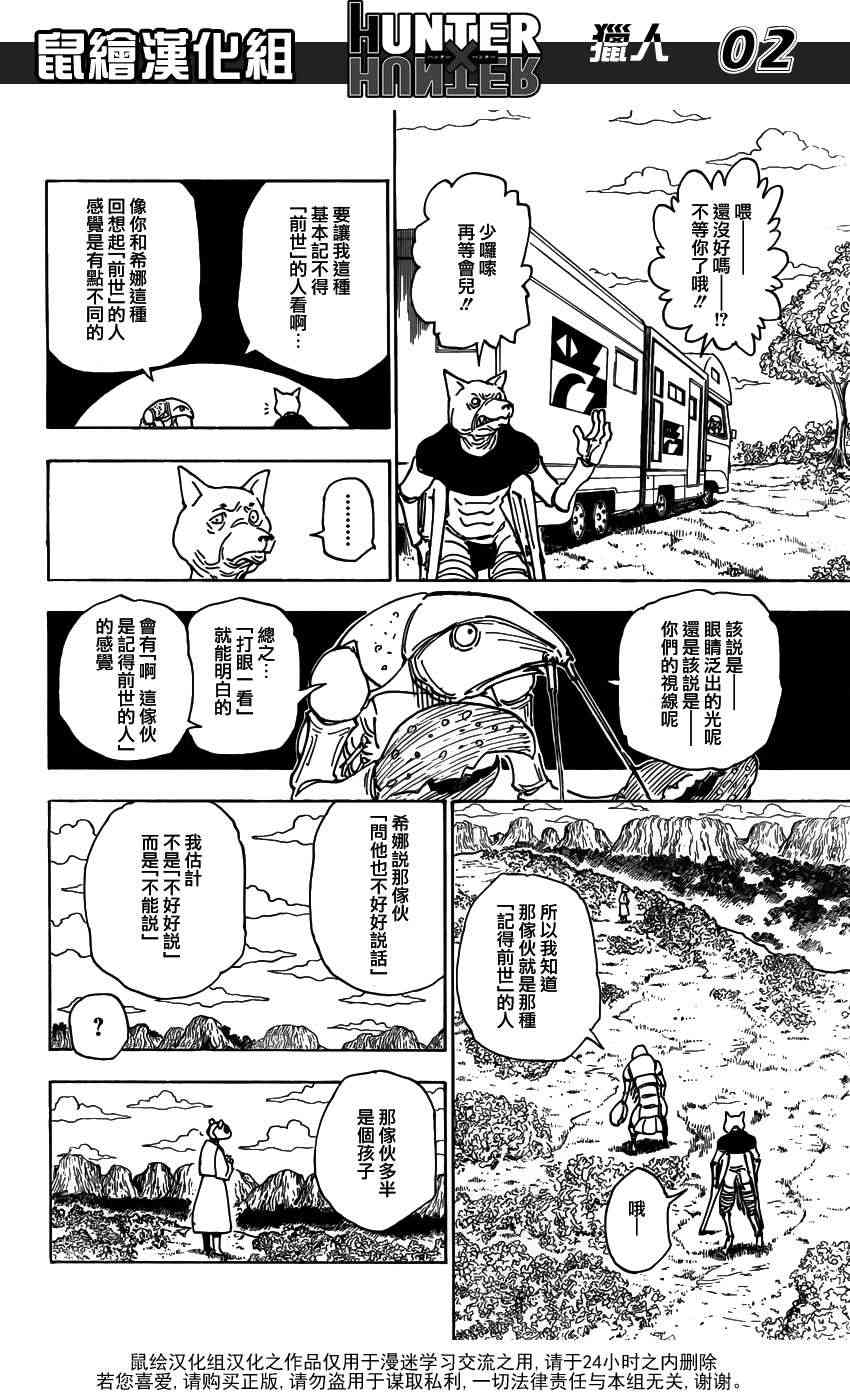 鼠繪漢化組
HUNTER
×
HUNTER
獵人
02
喂——
還沒好嗎——!?
不等你了哦!!
少囉嗦
再等會兒!!
要讓我這種
基本記不得
「前世」的人看啊…
像你和希娜這種
回想起「前世」的人
感覺是有點不同的
………
該說是——
眼睛泛出的光呢
還是該說是——
你們的視線呢
總之…
「打眼一看」
就能明白的
會有「啊 這傢伙
是記得前世的人」
的感覺
所以我知道
那傢伙就是那種
「記得前世」的人
哦——
希娜說那傢伙
「問他也不好好說話」
我估計
不是「不好好說」
而是「不能說」
?
那傢伙多半
是個孩子
鼠绘汉化组汉化之作品仅用于漫迷学习交流之用,请于24小时之内删除
若您喜爱,请购买正版,请勿用于谋取私利,一切法律责任与本组无关,谢谢。